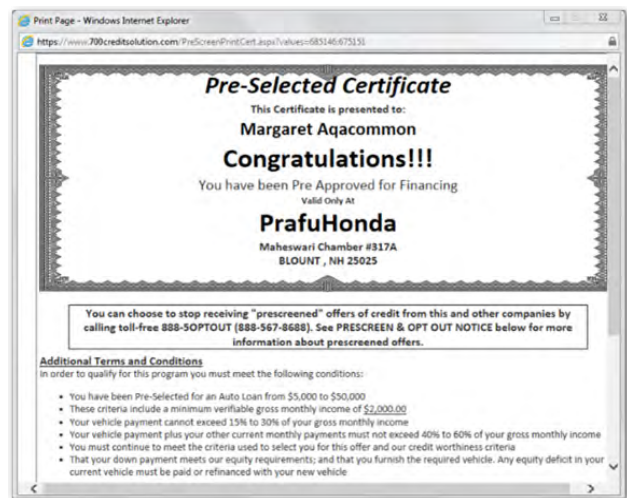 Print Page - Windows Internet Explorer
https://www.700creditsolution.com/PreScreenPrintCert.aspx?values=685146;675151
Pre-Selected Certificate
This Certificate is presented to:
Margaret Aqacommon
Congratulations!!!
You have been Pre Approved for Financing
Valid Only At
PrafuHonda
Maheswari Chamber #317A
BLOUNT , NH 25025
You can choose to stop receiving "prescreened" offers of credit from this and other companies by
calling toll-free 888-5OPTOUT (888-567-8688). See PRESCREEN & OPT OUT NOTICE below for more
information about prescreened offers.
Additional Terms and Conditions
In order to qualify for this program you must meet the following conditions:
• You have been Pre-Selected for an Auto Loan from $5,000 to $50,000
• These criteria include a minimum verifiable gross monthly income of $2,000.00
• Your vehicle payment cannot exceed 15% to 30% of your gross monthly income
• Your vehicle payment plus your other current monthly payments must not exceed 40% to 60% of your gross monthly income
• You must continue to meet the criteria used to select you for this offer and our credit worthiness criteria
• That your down payment meets our equity requirements; and that you furnish the required vehicle. Any equity deficit in your
current vehicle must be paid or refinanced with your new vehicle